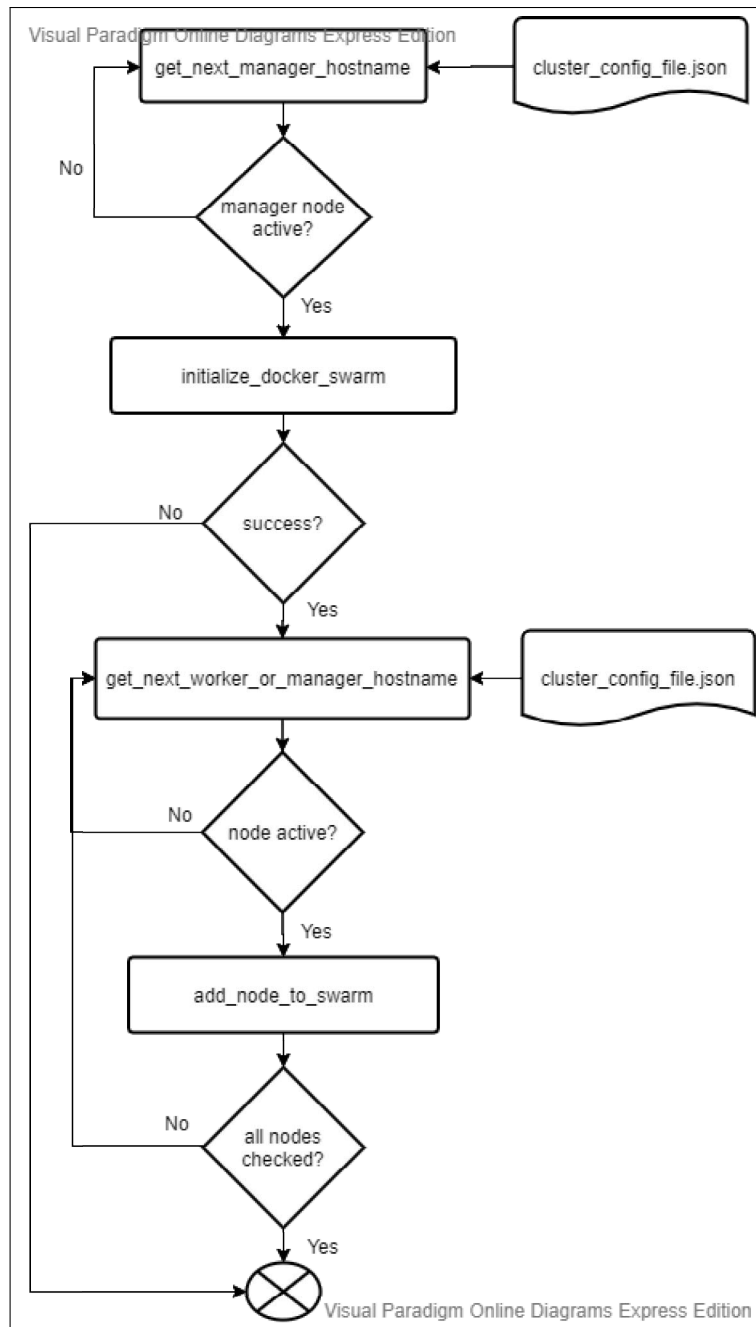 Visual Paradigm Online Diagrams Express Edition
get_next_manager_hostname
cluster_config_file.json
No
manager node
active?
Yes
initialize_docker_swarm
No
success?
Yes
get_next_worker_or_manager_hostname
cluster_config_file.json
No
node active?
Yes
add_node_to_swarm
No
all nodes
checked?
Yes
Visual Paradigm Online Diagrams Express Edition